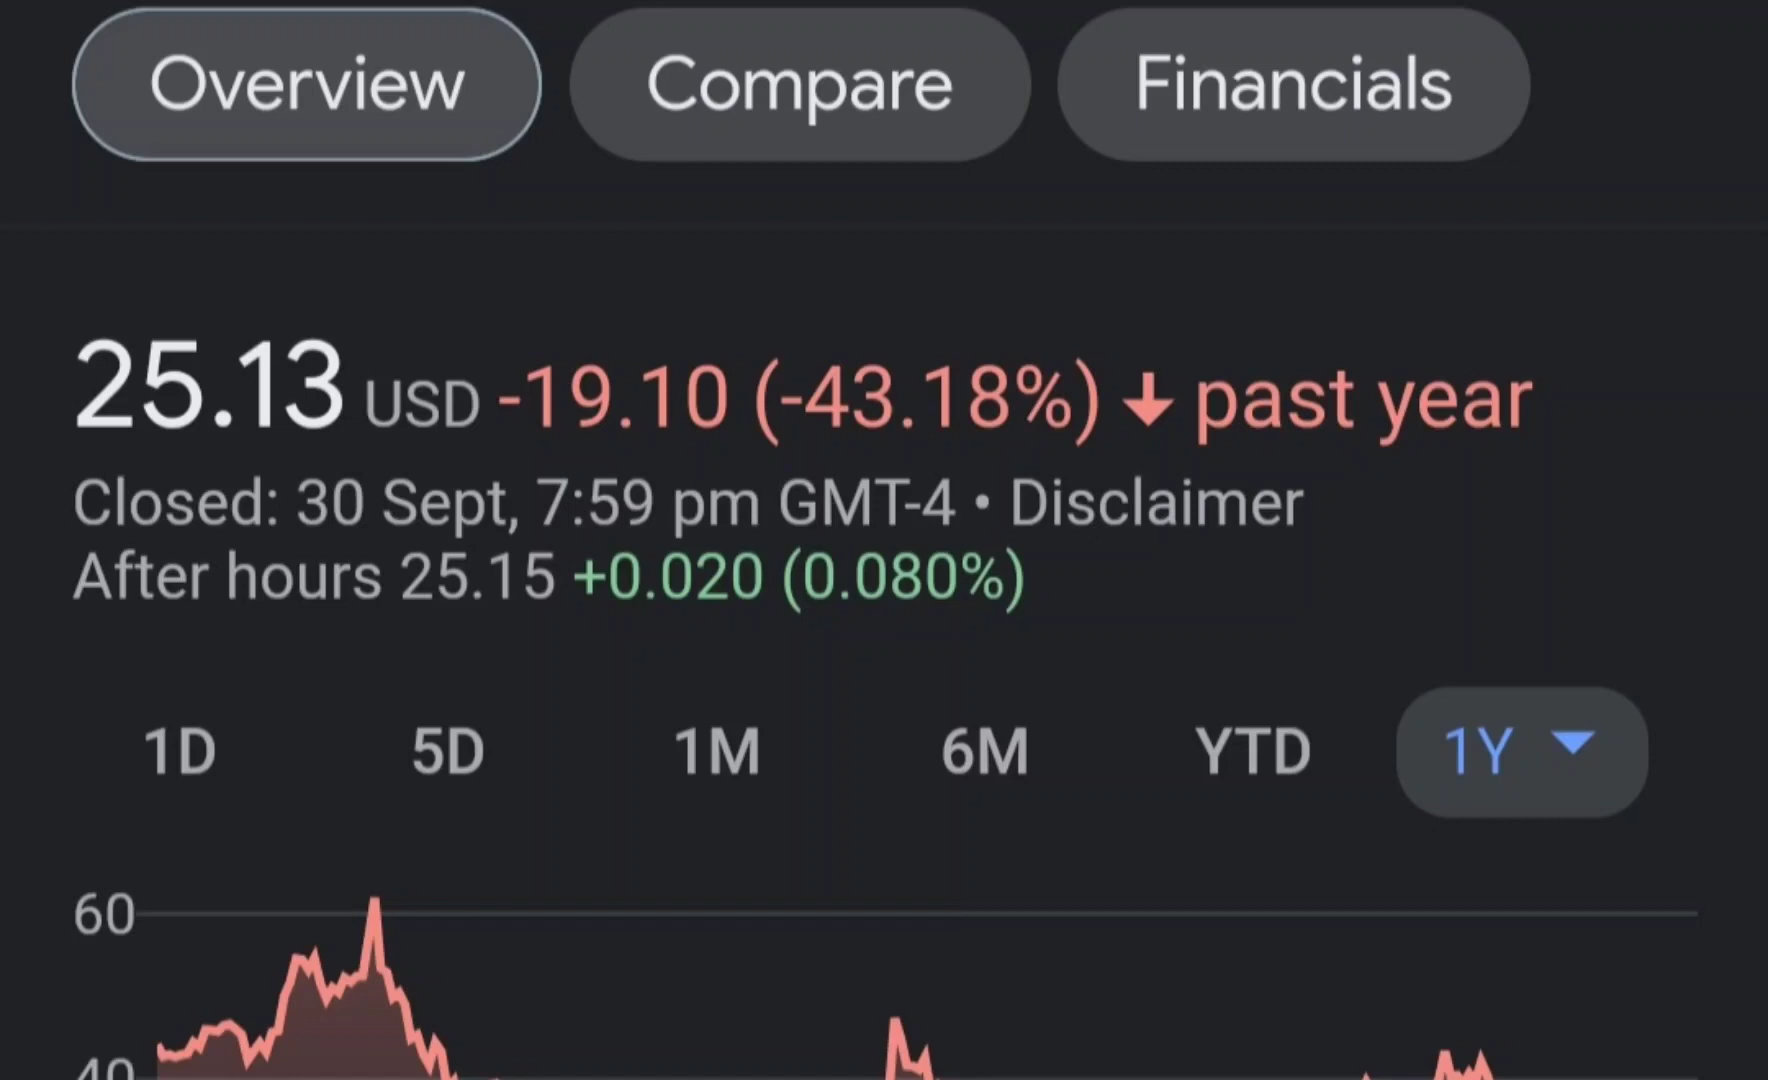 Overview Compare Financials
25.13 USD -19.10 (-43.18%) ↓ past year
Closed: 30 Sept, 7:59 pm GMT-4 • Disclaimer
After hours 25.15 +0.020 (0.080%)
1D 5D 1M 6M YTD 1Y
60
40